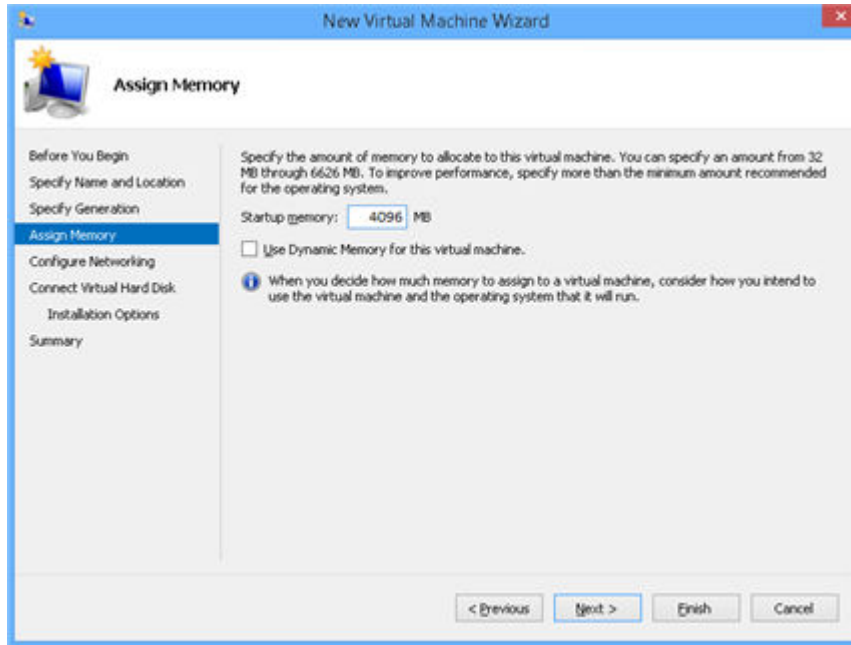 New Virtual Machine Wizard
Assign Memory
Before You Begin
Specify Name and Location
Specify Generation
Assign Memory
Configure Networking
Connect Virtual Hard Disk
Installation Options
Summary
Specify the amount of memory to allocate to this virtual machine. You can specify an amount from 32
MB through 6626 MB. To improve performance, specify more than the minimum amount recommended
for the operating system.
Startup memory: 4096 MB
Use Dynamic Memory for this virtual machine.
When you decide how much memory to assign to a virtual machine, consider how you intend to
use the virtual machine and the operating system that it will run.
< Previous Next > Finish Cancel